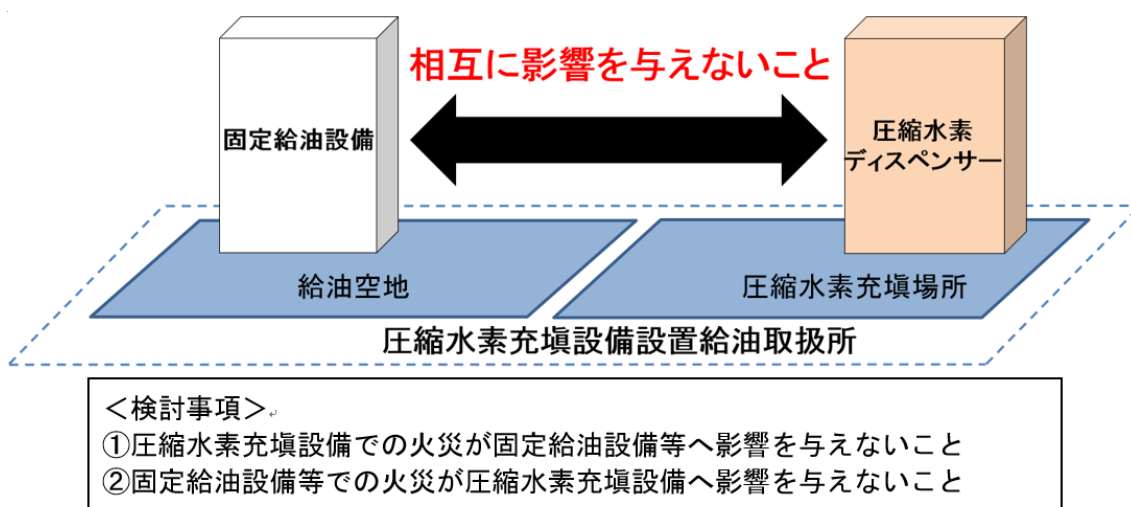 相互に影響を与えないこと
固定給油設備
圧縮水素
ディスペンサー
給油空地
圧縮水素充塡場所
圧縮水素充塡設備設置給油取扱所
＜検討事項＞
①圧縮水素充塡設備での火災が固定給油設備等へ影響を与えないこと
②固定給油設備等での火災が圧縮水素充塡設備へ影響を与えないこと